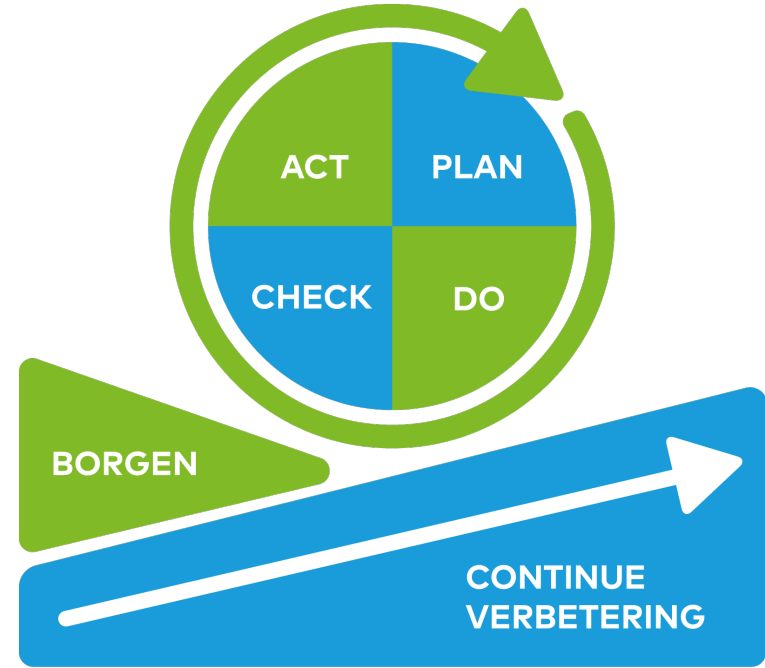 ACT
PLAN
CHECK
DO
BORGEN
CONTINUE
VERBETERING